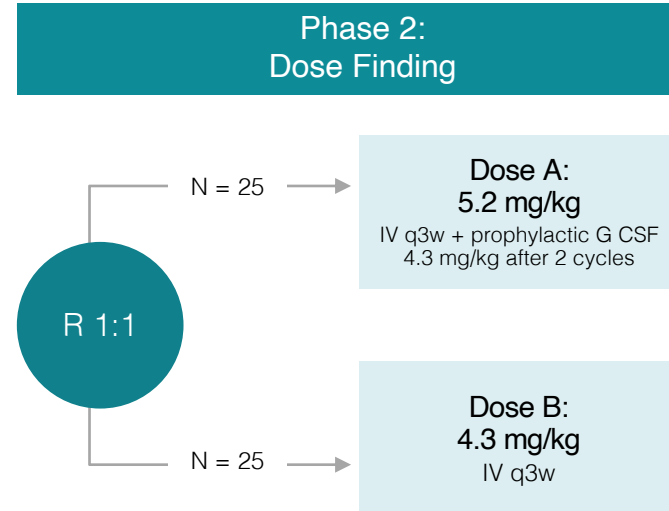 Phase 2:
Dose Finding
N = 25
Dose A:
5.2 mg/kg
IV q3w + prophylactic G CSF
4.3 mg/kg after 2 cycles
R 1:1
N = 25
Dose B:
4.3 mg/kg
IV q3w